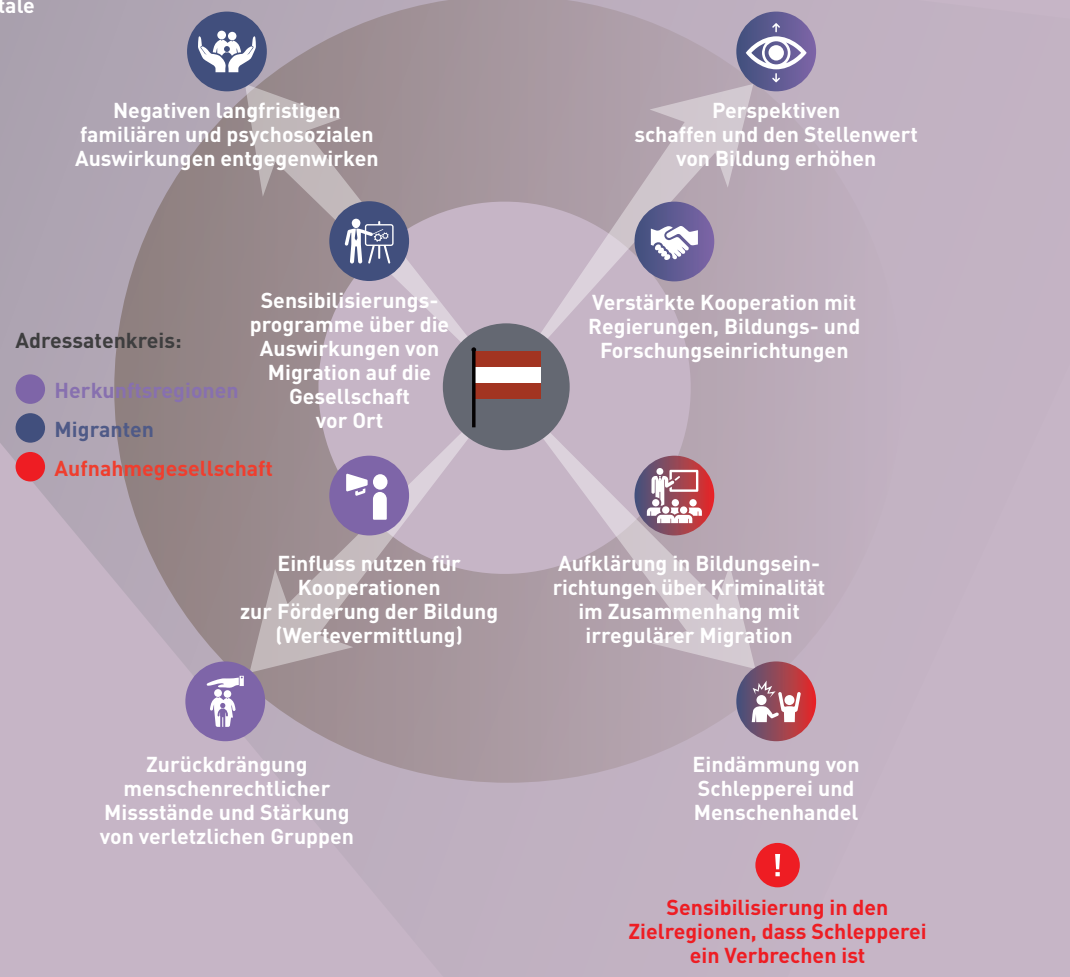 Negativen langfristigen
familiären und psychosozialen
Auswirkungen entgegenwirken
Perspektiven
schaffen und den Stellenwert
von Bildung erhöhen
Sensibilisierungs-
programme über die
Auswirkungen von
Migration auf die
Gesellschaft
vor Ort
Verstärkte Kooperation mit
Regierungen, Bildungs- und
Forschungseinrichtungen
Adressatenkreis:
Herkunftsregionen
Migranten
Aufnahmegesellschaft
Einfluss nutzen für
Kooperationen
zur Förderung der Bildung
(Wertevermittlung)
Aufklärung in Bildungsein-
richtungen über Kriminalität
im Zusammenhang mit
irregulärer Migration
Zurückdrängung
menschenrechtlicher
Missstände und Stärkung
von verletzlichen Gruppen
Eindämmung von
Schlepperei und
Menschenhandel
!
Sensibilisierung in den
Zielregionen, dass Schlepperei
ein Verbrechen ist